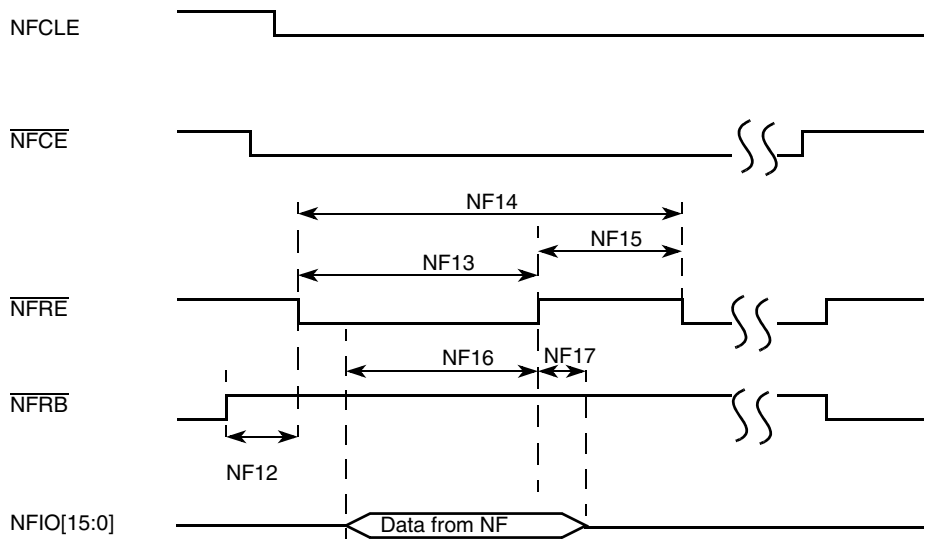 NFCLE
NFCE
NF14
NF15
NF13
NFRE
NF16
NF17
NFRB
NF12
NFIO[15:0]
Data from NF